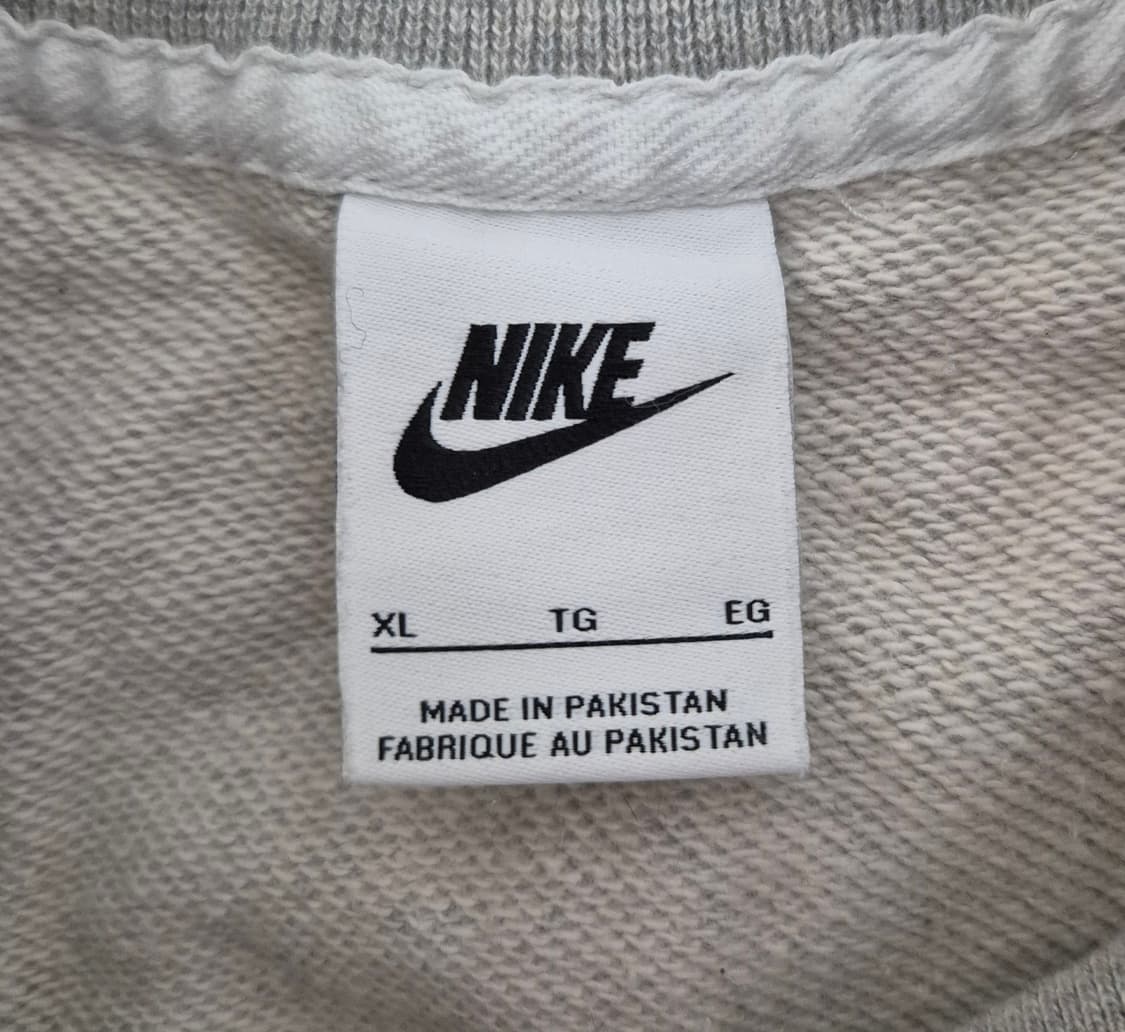 NIKE
XL TG EG
MADE IN PAKISTAN
FABRIQUE AU PAKISTAN